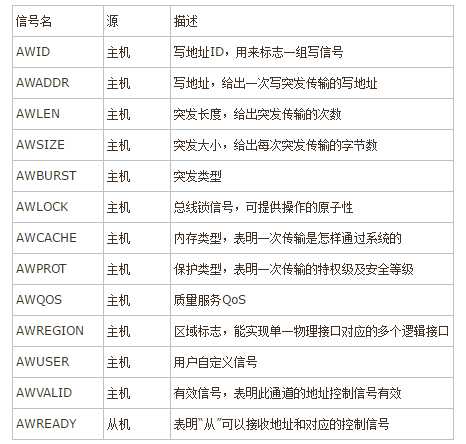 信号名 源 描述
AWID 主机 写地址ID，用来标志一组写信号
AWADDR 主机 写地址，给出一次写突发传输的写地址
AWLEN 主机 突发长度，给出突发传输的次数
AWSIZE 主机 突发大小，给出每次突发传输的字节数
AWBURST 主机 突发类型
AWLOCK 主机 总线锁信号，可提供操作的原子性
AWCACHE 主机 内存类型，表明一次传输是怎样通过系统的
AWPROT 主机 保护类型，表明一次传输的特权级及安全等级
AWQOS 主机 质量服务QoS
AWREGION 主机 区域标志，能实现单一物理接口对应的多个逻辑接口
AWUSER 主机 用户自定义信号
AWVALID 主机 有效信号，表明此通道的地址控制信号有效
AWREADY 从机 表明“从”可以接收地址和对应的控制信号